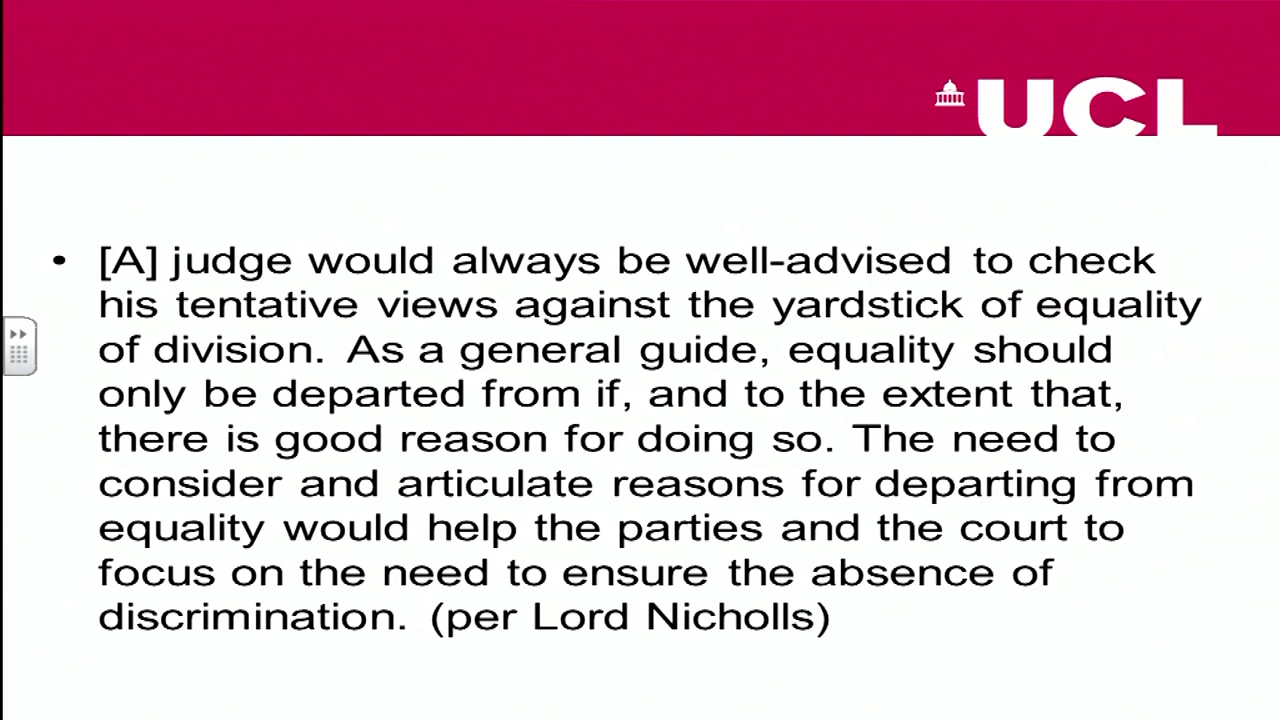 UCL
• [A] judge would always be well-advised to check
his tentative views against the yardstick of equality
of division. As a general guide, equality should
only be departed from if, and to the extent that,
there is good reason for doing so. The need to
consider and articulate reasons for departing from
equality would help the parties and the court to
focus on the need to ensure the absence of
discrimination. (per Lord Nicholls)